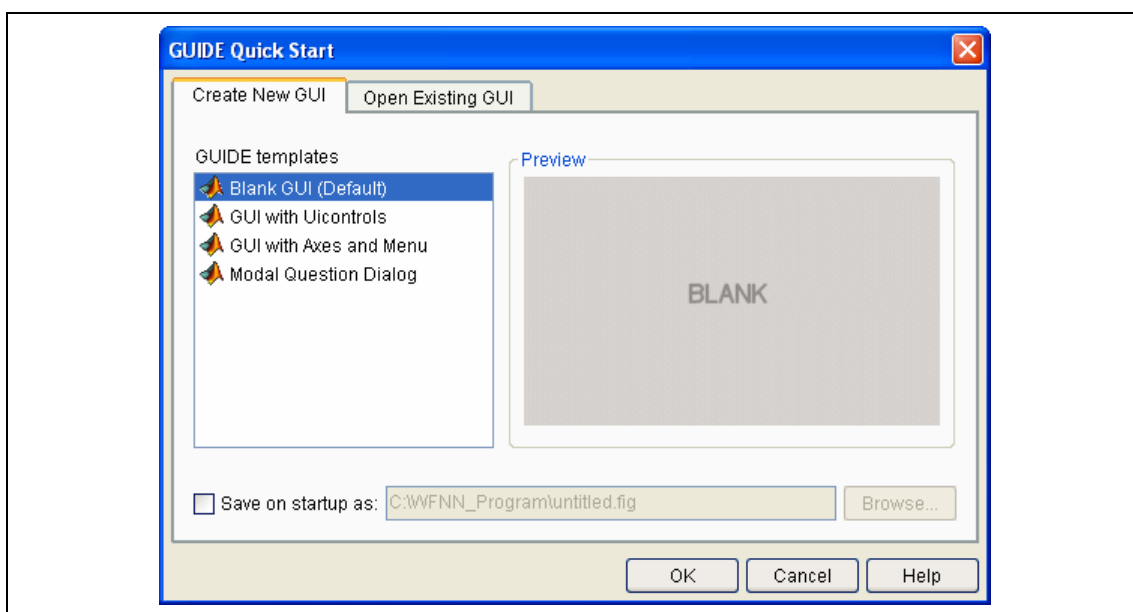 GUIDE Quick Start
Create New GUI
Open Existing GUI
GUIDE templates
Blank GUI (Default)
GUI with Uicontrols
GUI with Axes and Menu
Modal Question Dialog
Preview
BLANK
Save on startup as: C:\WFNN_Program\untitled.fig Browse...
OK Cancel Help